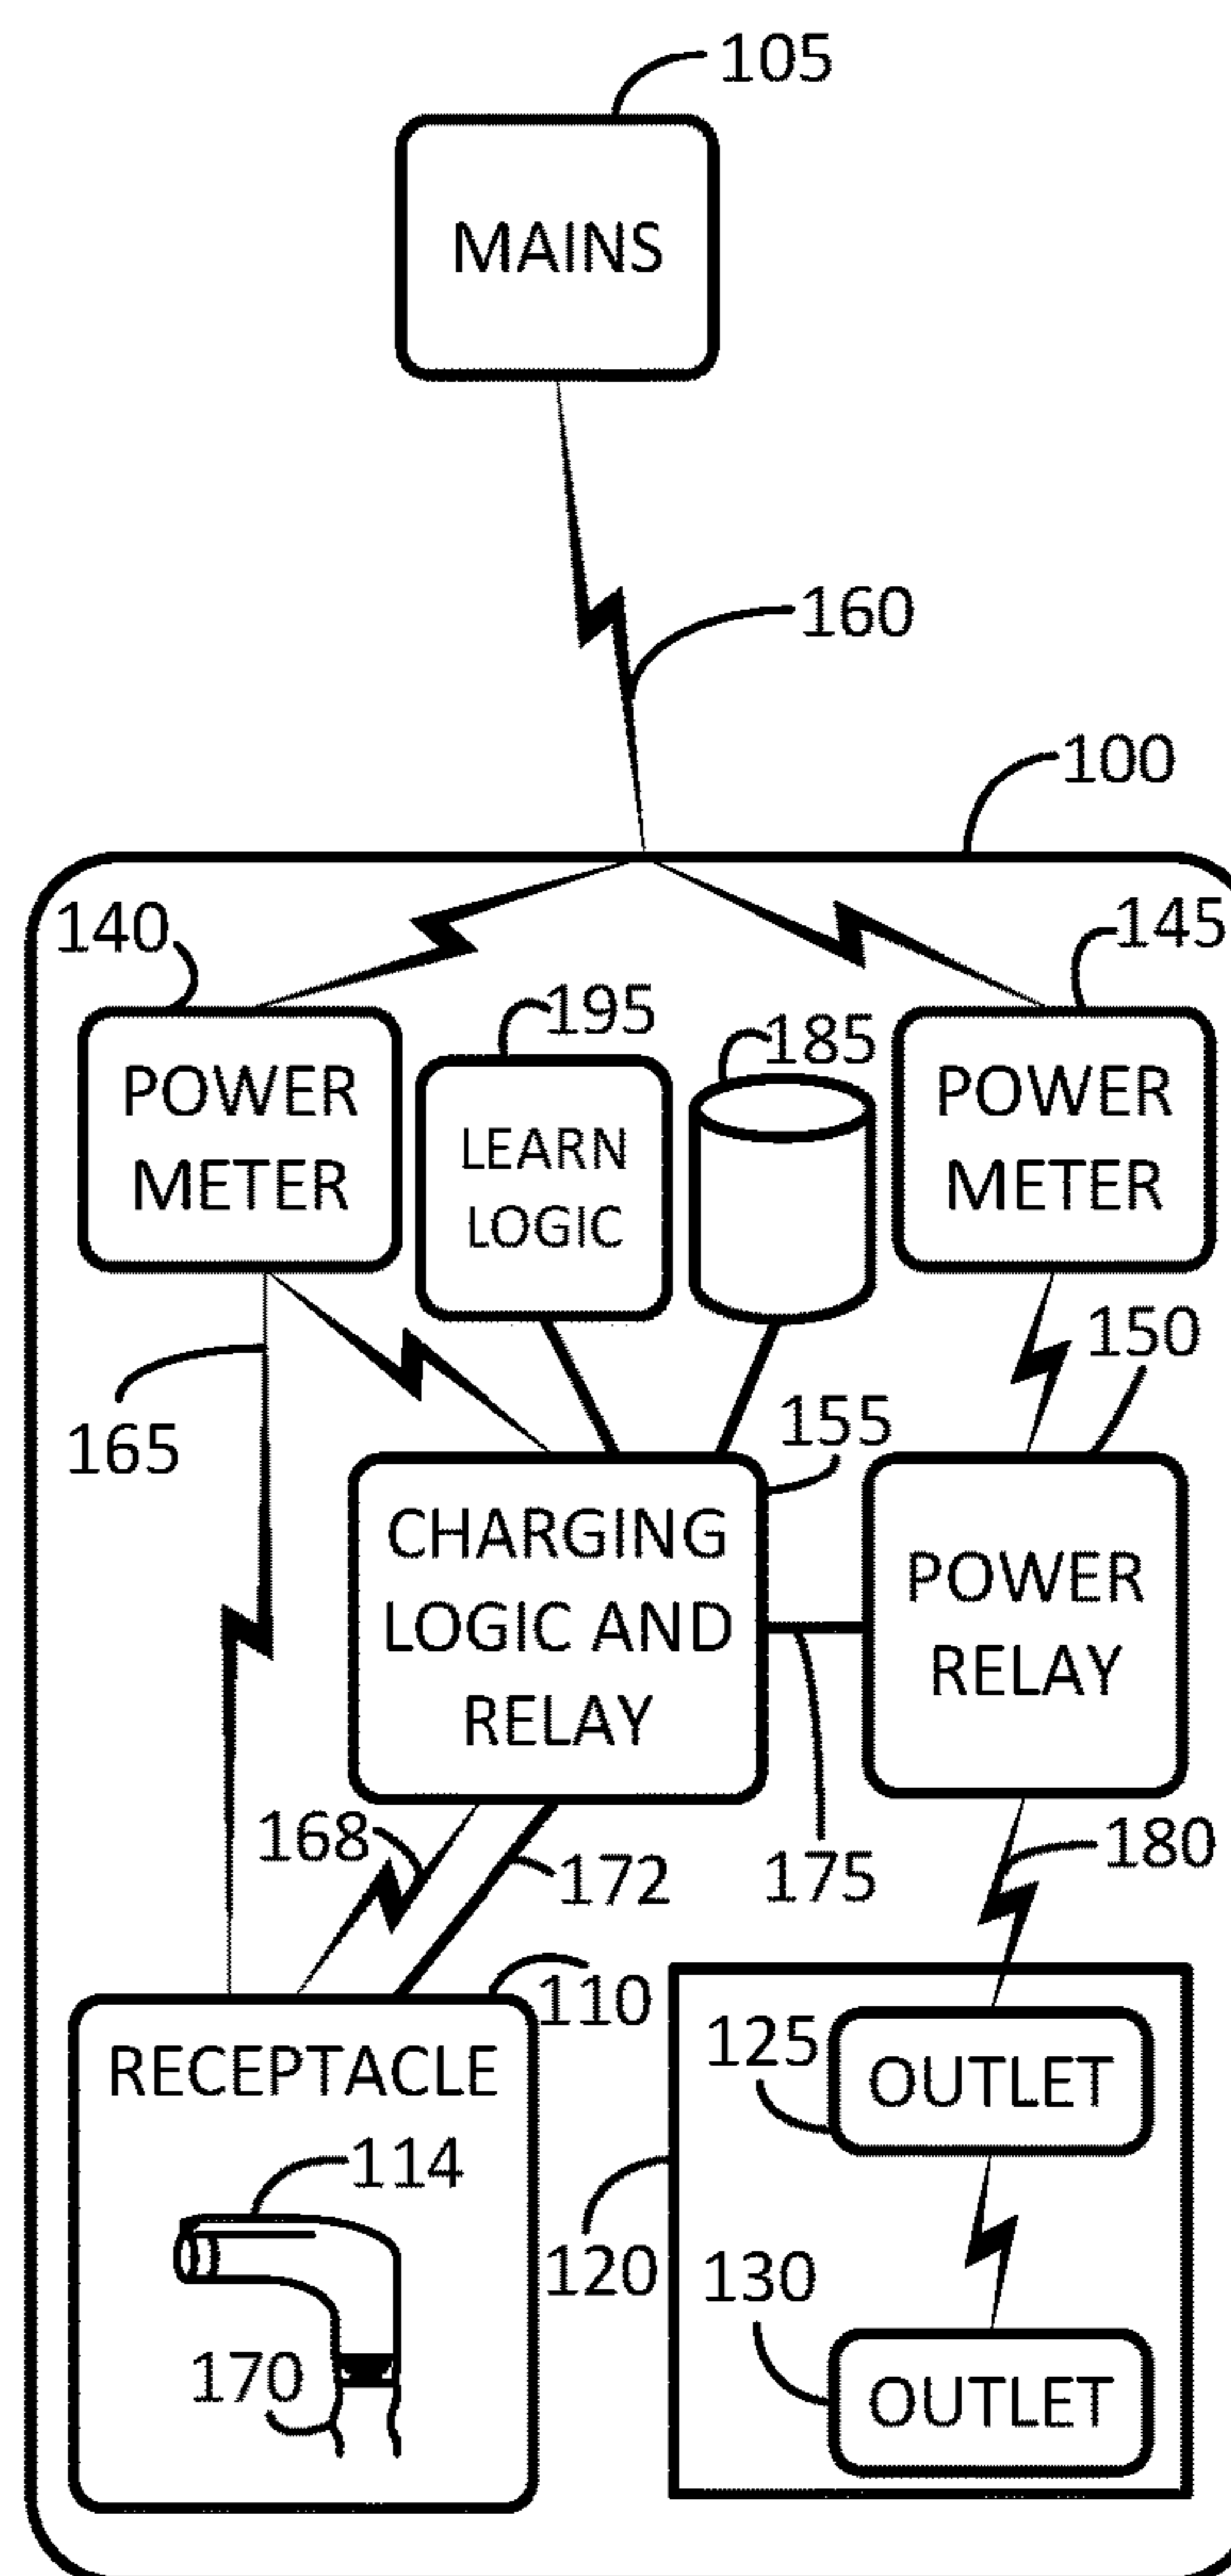 105
MAINS
160
100
140
145
195
185
POWER
METER
LEARN
LOGIC
POWER
METER
150
165
155
CHARGING
LOGIC AND
RELAY
POWER
RELAY
168
172
175
180
110
RECEPTACLE
125
OUTLET
114
120
130
170
OUTLET